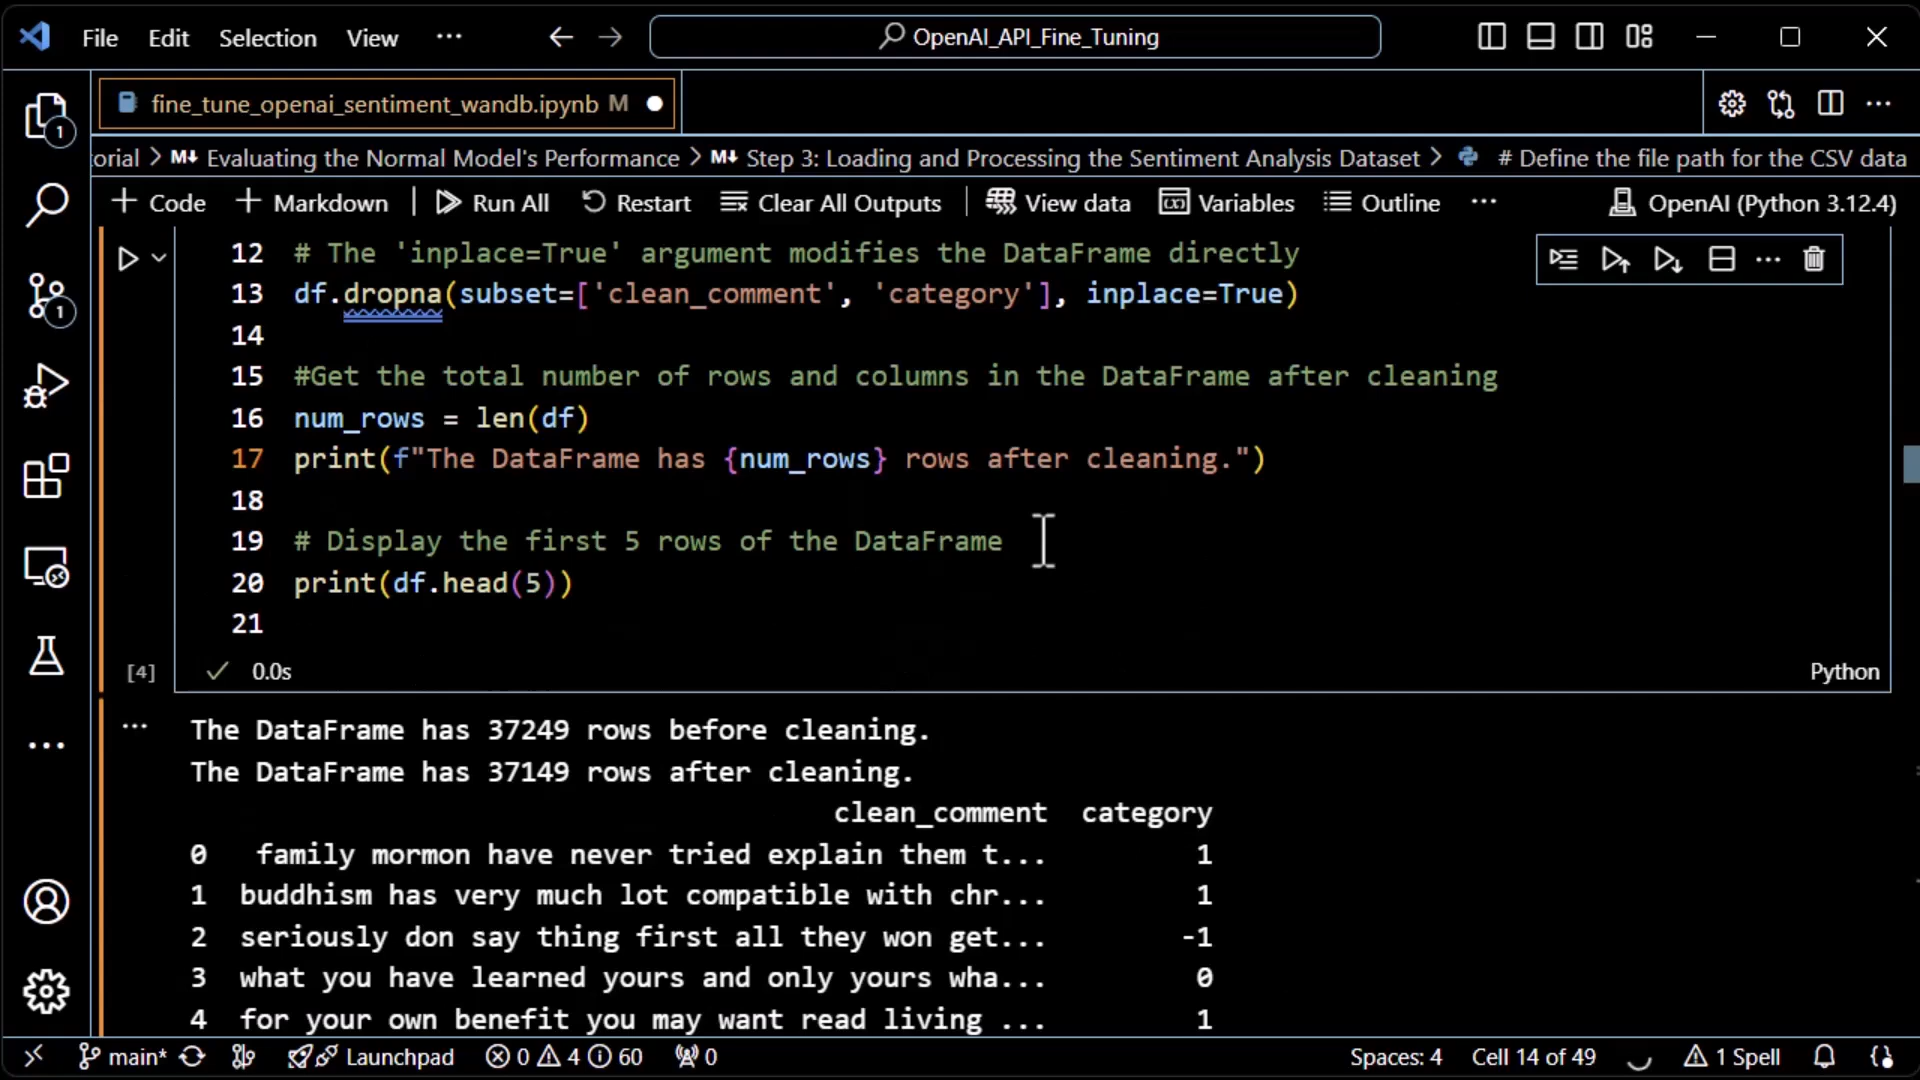 File Edit Selection View ··· OpenAI_API_Fine_Tuning
fine_tune_openai_sentiment_wandb.ipynb M
orial > M↓ Evaluating the Normal Model's Performance > M↓ Step 3: Loading and Processing the Sentiment Analysis Dataset > # Define the file path for the CSV data
+ Code + Markdown | Run All Restart Clear All Outputs | View data Variables Outline ··· OpenAI (Python 3.12.4)
12 # The 'inplace=True' argument modifies the DataFrame directly
13 df.dropna(subset=['clean_comment', 'category'], inplace=True)
14
15 #Get the total number of rows and columns in the DataFrame after cleaning
16 num_rows = len(df)
17 print(f"The DataFrame has {num_rows} rows after cleaning.")
18
19 # Display the first 5 rows of the DataFrame
20 print(df.head(5))
21
[4] ✓ 0.0s Python
··· The DataFrame has 37249 rows before cleaning.
The DataFrame has 37149 rows after cleaning.
clean_comment category
0 family mormon have never tried explain them t... 1
1 buddhism has very much lot compatible with chr... 1
2 seriously don say thing first all they won get... -1
3 what you have learned yours and only yours wha... 0
4 for your own benefit you may want read living ... 1
main* Launchpad 0 4 60 0 Spaces: 4 Cell 14 of 49 1 Spell
1
1